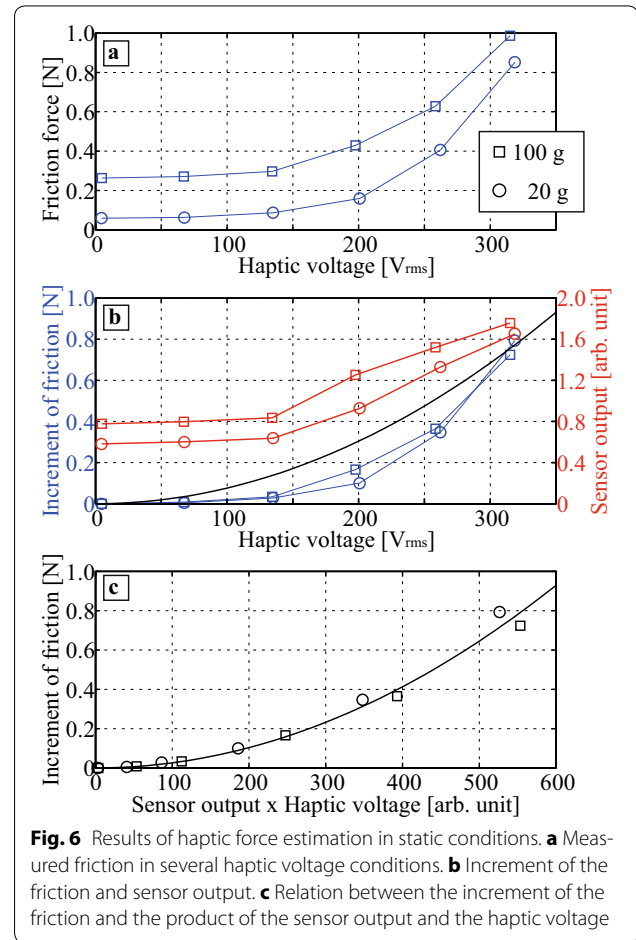 a
Friction force [N]
1.0
0.8
0.6
0.4
0.2
0
0 100 200 300
Haptic voltage [Vrms]
100 g
20 g
b
Increment of friction [N]
1.0
0.8
0.6
0.4
0.2
0
2.0
1.6
1.2
0.8
0.4
0
Sensor output [arb. unit]
0 100 200 300
Haptic voltage [Vrms]
c
Increment of friction [N]
1.0
0.8
0.6
0.4
0.2
0
0 100 200 300 400 500 600
Sensor output x Haptic voltage [arb. unit]
Fig. 6 Results of haptic force estimation in static conditions. a Meas-
ured friction in several haptic voltage conditions. b Increment of the
friction and sensor output. c Relation between the increment of the
friction and the product of the sensor output and the haptic voltage